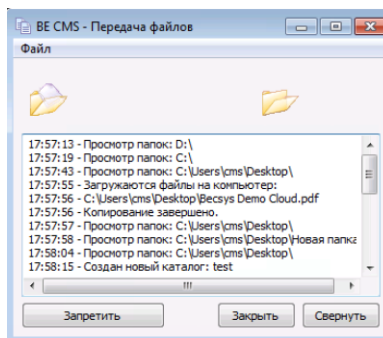 BE CMS - Передача файлов
Файл
17:57:13 - Просмотр папок: D:\
17:57:19 - Просмотр папок: C:\
17:57:43 - Просмотр папок: C:\Users\cms\Desktop\
17:57:55 - Загружаются файлы на компьютер:
17:57:56 - C:\Users\cms\Desktop\Becsys Demo Cloud.pdf
17:57:56 - Копирование завершено.
17:57:57 - Просмотр папок: C:\Users\cms\Desktop\
17:57:58 - Просмотр папок: C:\Users\cms\Desktop\Новая папка
17:58:04 - Просмотр папок: C:\Users\cms\Desktop\
17:58:15 - Создан новый каталог: test
Запретить
Закрыть
Свернуть